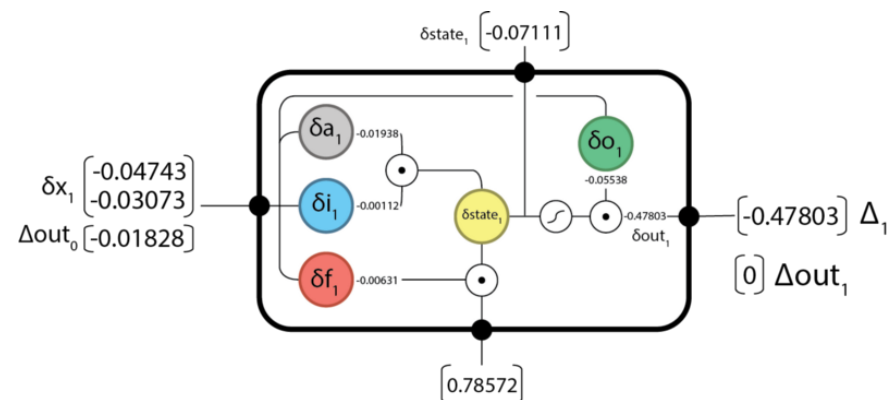 δstate₁ [-0.07111]
δa₁ -0.01938
δo₁
-0.05538
δx₁ [-0.04743
-0.03073]
δi₁ -0.00112
δstate₁
-0.47803
δout₁
[-0.47803] Δ₁
Δout₀ [-0.01828]
δf₁ -0.00631
[0] Δout₁
[0.78572]